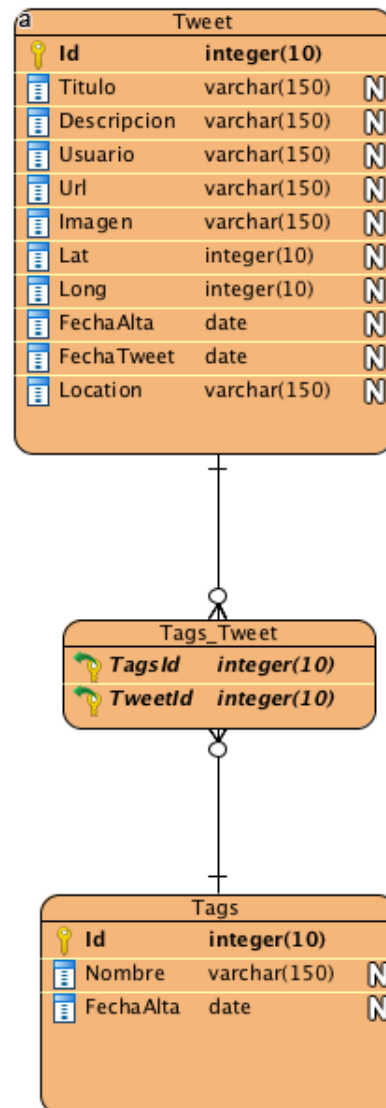 a
Tweet
Id integer(10)
Titulo varchar(150) N
Descripcion varchar(150) N
Usuario varchar(150) N
Url varchar(150) N
Imagen varchar(150) N
Lat integer(10) N
Long integer(10) N
FechaAlta date N
FechaTweet date N
Location varchar(150) N
Tags_Tweet
TagsId integer(10)
TweetId integer(10)
Tags
Id integer(10)
Nombre varchar(150) N
FechaAlta date N